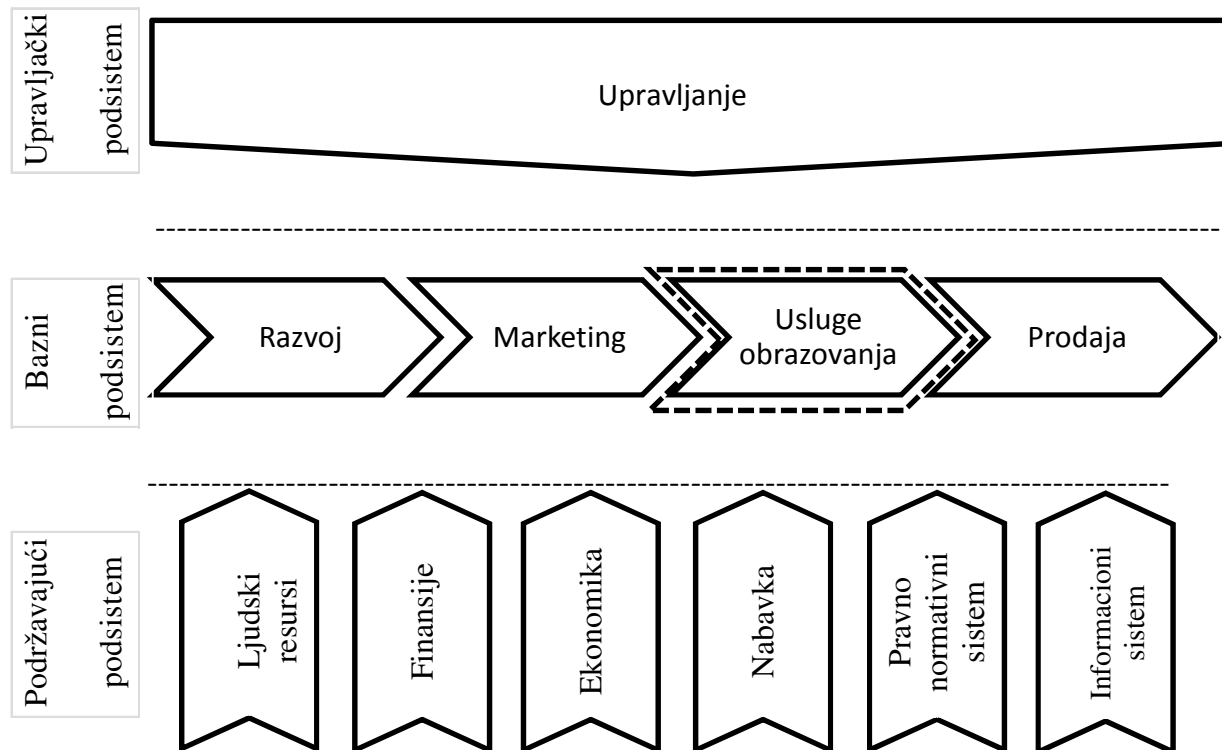 Upravljački
podsistem
Upravljanje
Bazni
podsistem
Razvoj
Marketing
Usluge
obrazovanja
Prodaja
Podržavajući
podsistem
Ljudski
resursi
Finansije
Ekonomika
Nabavka
Pravno
normativni
sistem
Informacioni
sistem